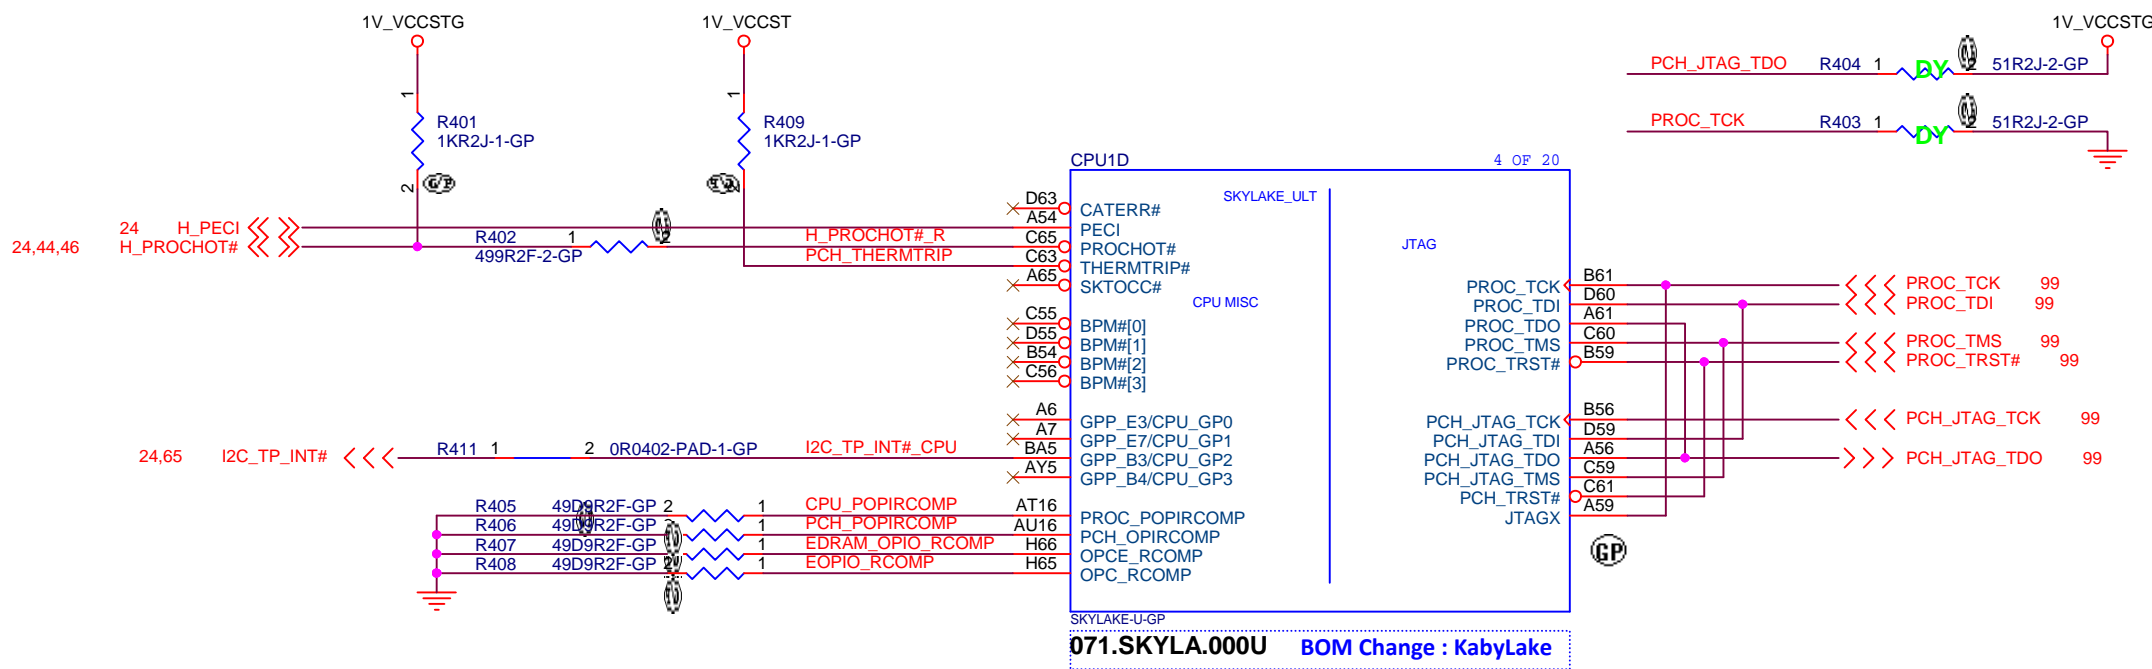 1V_VCCSTG
1V_VCCST
1V_VCCSTG
PCH_JTAG_TDO R404 1 DY 2 51R2J-2-GP
PROC_TCK R403 1 DY 2 51R2J-2-GP
1
R401
1KR2J-1-GP
2
1
R409
1KR2J-1-GP
2
CPU1D
4 OF 20
SKYLAKE_ULT
JTAG
CPU MISC
24 H_PECI
24,44,46 H_PROCHOT#
R402 1 2
499R2F-2-GP
H_PROCHOT#_R
PCH_THERMTRIP
D63 CATERR#
A54 PECI
C65 PROCHOT#
C63 THERMTRIP#
A65 SKTOCC#
C55 BPM#[0]
D55 BPM#[1]
B54 BPM#[2]
C56 BPM#[3]
A6 GPP_E3/CPU_GP0
A7 GPP_E7/CPU_GP1
24,65 I2C_TP_INT# R411 1 2 0R0402-PAD-1-GP I2C_TP_INT#_CPU BA5 GPP_B3/CPU_GP2
AY5 GPP_B4/CPU_GP3
R405 49D9R2F-GP 2 1 CPU_POPIRCOMP AT16 PROC_POPIRCOMP
R406 49D9R2F-GP 1 PCH_POPIRCOMP AU16 PCH_OPIRCOMP
R407 49D9R2F-GP 1 EDRAM_OPIO_RCOMP H66 OPCE_RCOMP
R408 49D9R2F-GP 2 1 EOPIO_RCOMP H65 OPC_RCOMP
PROC_TCK B61 PROC_TCK 99
PROC_TDI D60 PROC_TDI 99
PROC_TDO A61
PROC_TMS C60 PROC_TMS 99
PROC_TRST# B59 PROC_TRST# 99
PCH_JTAG_TCK B56 PCH_JTAG_TCK 99
PCH_JTAG_TDI D59
PCH_JTAG_TDO A56 PCH_JTAG_TDO 99
PCH_JTAG_TMS C59
PCH_TRST# C61
JTAGX A59
GP
SKYLAKE-U-GP
071.SKYLA.000U BOM Change : KabyLake